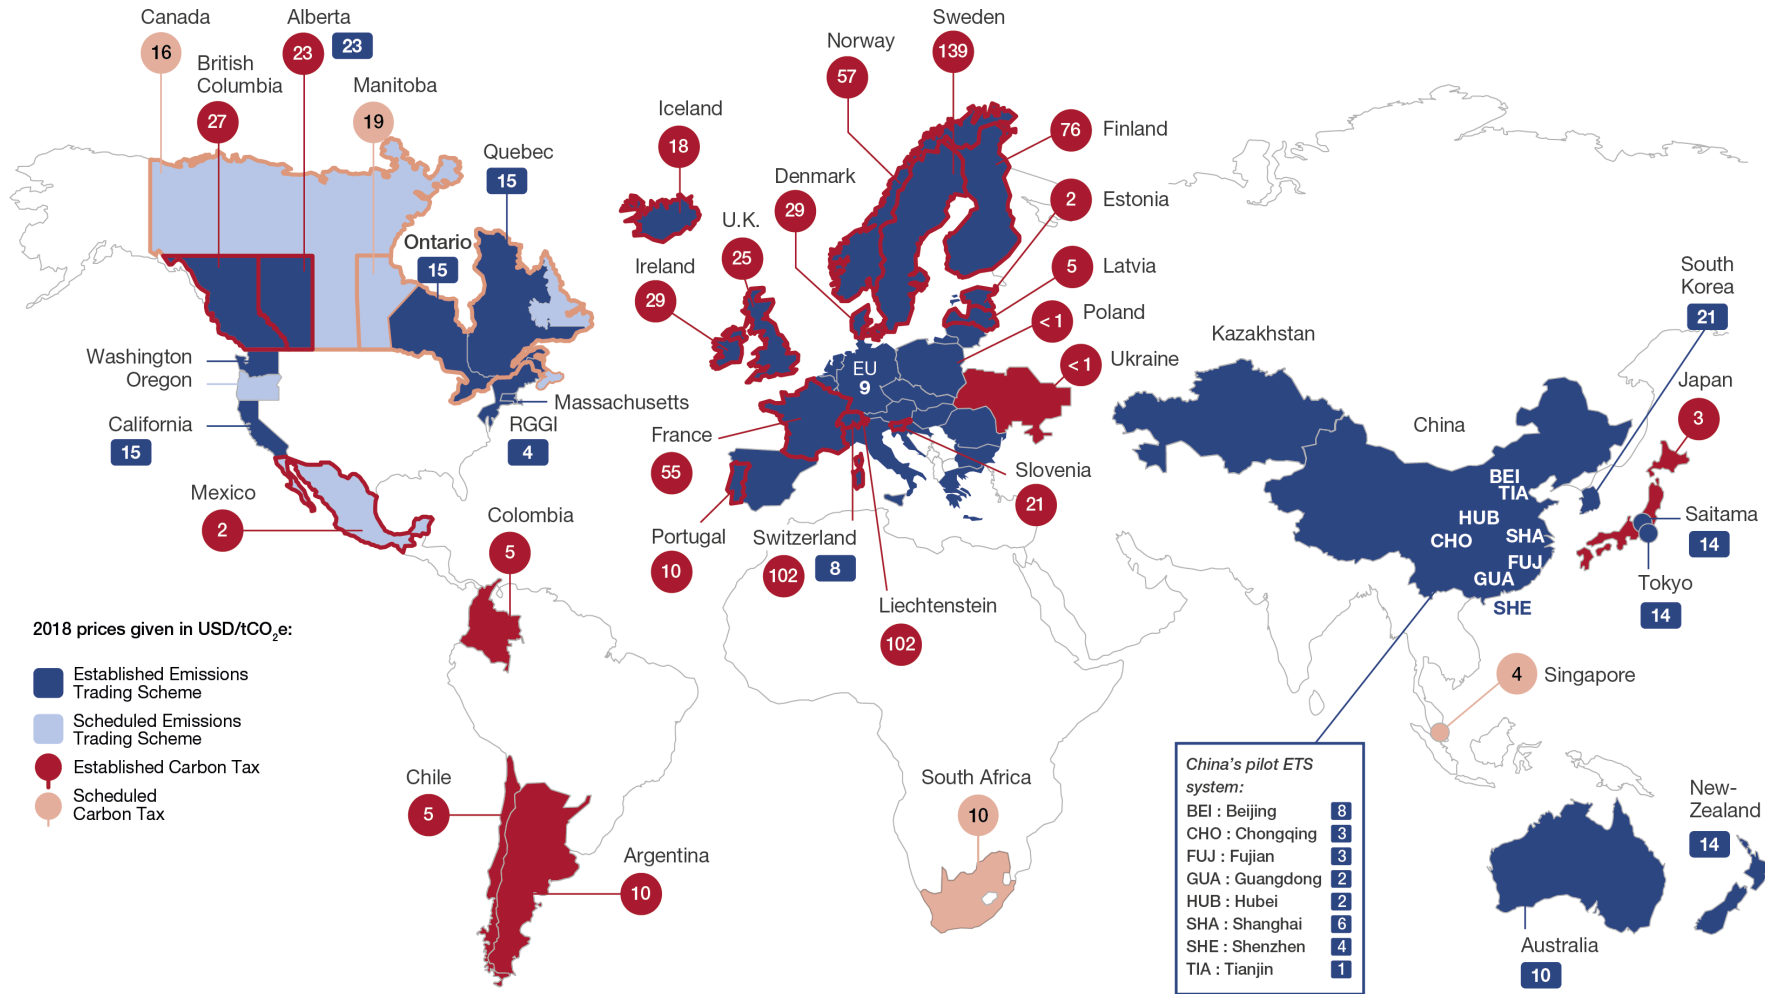 Canada
16
Alberta
23
23
British
Columbia
27
Manitoba
19
Quebec
15
Ontario
15
Washington
Oregon
California
15
Massachusetts
RGGI
4
Mexico
2
Colombia
5
Chile
5
Argentina
10
Iceland
18
Ireland
29
U.K.
25
Denmark
29
Norway
57
Sweden
139
76
Finland
2
Estonia
5
Latvia
< 1
Poland
< 1
Ukraine
EU
9
France
55
Portugal
10
Switzerland
102
8
Liechtenstein
102
Slovenia
21
South Africa
10
Kazakhstan
China
BEI
TIA
HUB
CHO
SHA
FUJ
GUA
SHE
South
Korea
21
Japan
3
Saitama
14
Tokyo
14
4
Singapore
New-
Zealand
14
Australia
10
2018 prices given in USD/tCO2e:
Established Emissions
Trading Scheme
Scheduled Emissions
Trading Scheme
Established Carbon Tax
Scheduled
Carbon Tax
China's pilot ETS
system:
BEI : Beijing 8
CHO : Chongqing 3
FUJ : Fujian 3
GUA : Guangdong 2
HUB : Hubei 2
SHA : Shanghai 6
SHE : Shenzhen 4
TIA : Tianjin 1